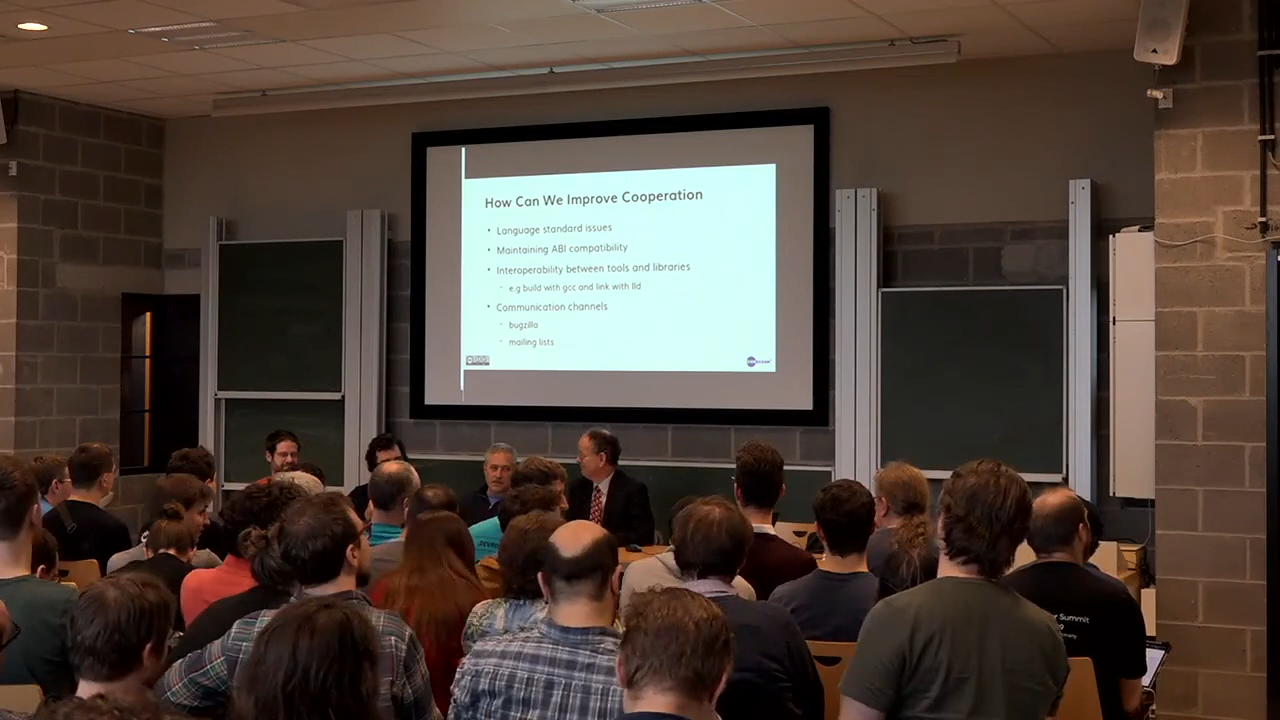 How Can We Improve Cooperation
• Language standard issues
• Maintaining ABI compatibility
• Interoperability between tools and libraries
- e.g build with gcc and link with lld
• Communication channels
- bugzilla
- mailing lists
Summit